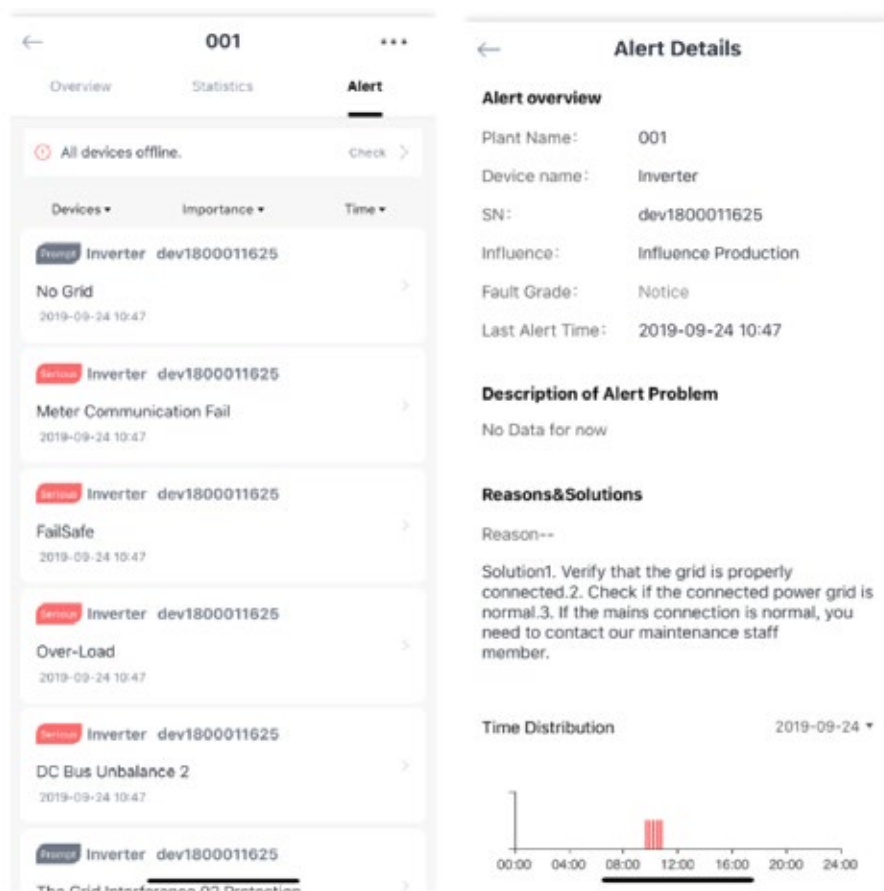 001
Overview Statistics Alert
All devices offline. Check
Devices Importance Time
Prompt Inverter dev1800011625
No Grid
2019-09-24 10:47
Serious Inverter dev1800011625
Meter Communication Fail
2019-09-24 10:47
Serious Inverter dev1800011625
FailSafe
2019-09-24 10:47
Serious Inverter dev1800011625
Over-Load
2019-09-24 10:47
Serious Inverter dev1800011625
DC Bus Unbalance 2
2019-09-24 10:47
Prompt Inverter dev1800011625
The Grid Interference 02 Protection
Alert Details
Alert overview
Plant Name: 001
Device name: Inverter
SN: dev1800011625
Influence: Influence Production
Fault Grade: Notice
Last Alert Time: 2019-09-24 10:47
Description of Alert Problem
No Data for now
Reasons&Solutions
Reason--
Solution1. Verify that the grid is properly
connected.2. Check if the connected power grid is
normal.3. If the mains connection is normal, you
need to contact our maintenance staff
member.
Time Distribution 2019-09-24
00:00 04:00 08:00 12:00 16:00 20:00 24:00